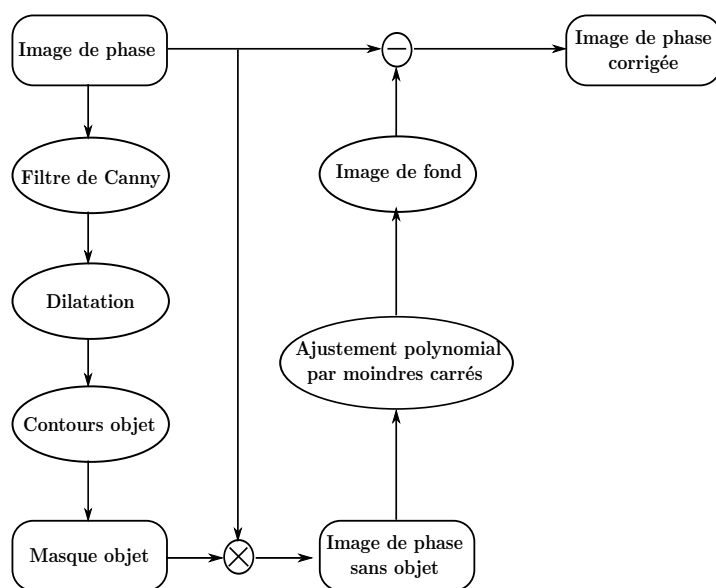 Image de phase
Image de phase
corrigée
Filtre de Canny
Image de fond
Dilatation
Ajustement polynomial
par moindres carrés
Contours objet
Masque objet
Image de phase
sans objet